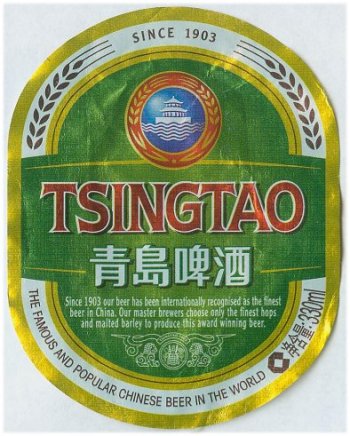 SINCE 1903
TSINGTAO
青島啤酒
Since 1903 our beer has been internationally recognised as the finest
beer in China. Our master brewers choose only the finest hops
and malted barley to produce this award winning beer.
THE FAMOUS AND POPULAR CHINESE BEER IN THE WORLD
净含量:330ml